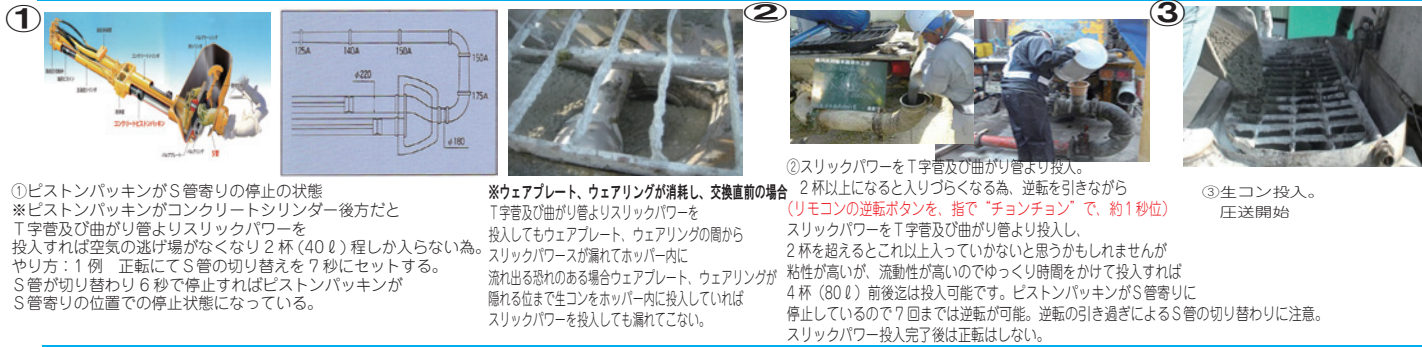 ①
コンクリートピストンパッキン
S管
125A
140A
150A
150A
175A
φ220
φ180
①ピストンパッキンがS管寄りの停止の状態
※ピストンパッキンがコンクリートシリンダー後方だと
T字菅及び曲がり管よりスリックパワーを
投入すれば空気の逃げ場がなくなり2杯(40ℓ)程しか入らない為。
やり方：1例　正転にてS管の切り替えを7秒にセットする。
S管が切り替わり6秒で停止すればピストンパッキンが
S管寄りの位置での停止状態になっている。
※ウェアプレート、ウェアリングが消耗し、交換直前の場合
T字菅及び曲がり管よりスリックパワーを
投入してもウェアプレート、ウェアリングの間から
スリックパワースが漏れてホッパー内に
流れ出る恐れのある場合ウェアプレート、ウェアリングが
隠れる位まで生コンをホッパー内に投入していれば
スリックパワーを投入しても漏れてこない。
②
②スリックパワーをT字菅及び曲がり管より投入。
2杯以上になると入りづらくなる為、逆転を引きながら
(リモコンの逆転ボタンを、指で“チョンチョン”で、約1秒位)
スリックパワーをT字菅及び曲がり管より投入し、
2杯を超えるとこれ以上入っていかないと思うかもしれませんが
粘性が高いが、流動性が高いのでゆっくり時間をかけて投入すれば
4杯(80ℓ)前後迄は投入可能です。ピストンパッキンがS管寄りに
停止しているので7回までは逆転が可能。逆転の引き過ぎによるS管の切り替わりに注意。
スリックパワー投入完了後は正転はしない。
③
③生コン投入。
圧送開始